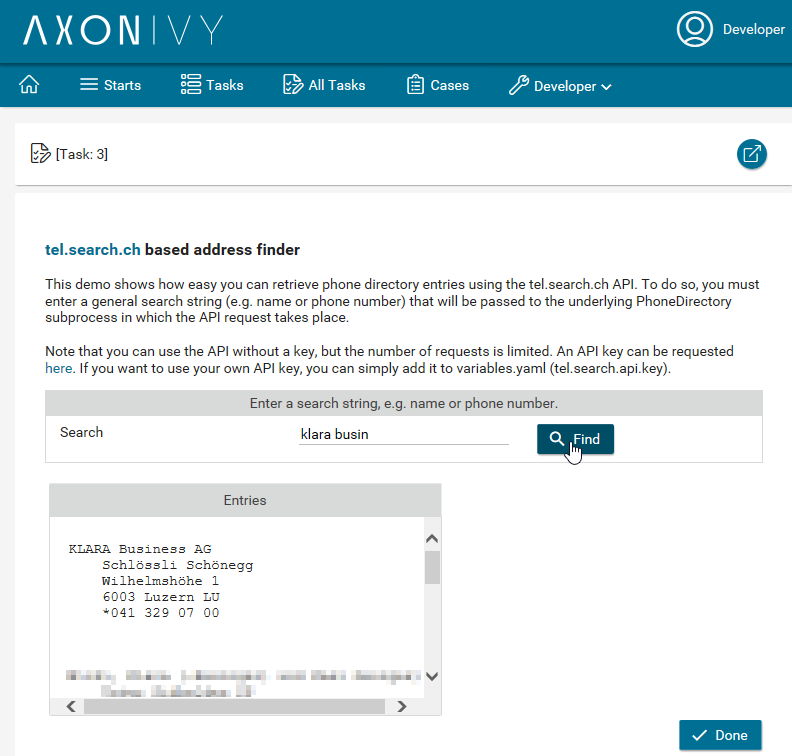 AXONIVY
Developer
Starts
Tasks
All Tasks
Cases
Developer
[Task: 3]
tel.search.ch based address finder
This demo shows how easy you can retrieve phone directory entries using the tel.search.ch API. To do so, you must
enter a general search string (e.g. name or phone number) that will be passed to the underlying PhoneDirectory
subprocess in which the API request takes place.
Note that you can use the API without a key, but the number of requests is limited. An API key can be requested
here. If you want to use your own API key, you can simply add it to variables.yaml (tel.search.api.key).
Enter a search string, e.g. name or phone number.
Search
klara busin
Find
Entries
KLARA Business AG
Schlössli Schönegg
Wilhelmshöhe 1
6003 Luzern LU
*041 329 07 00
Done